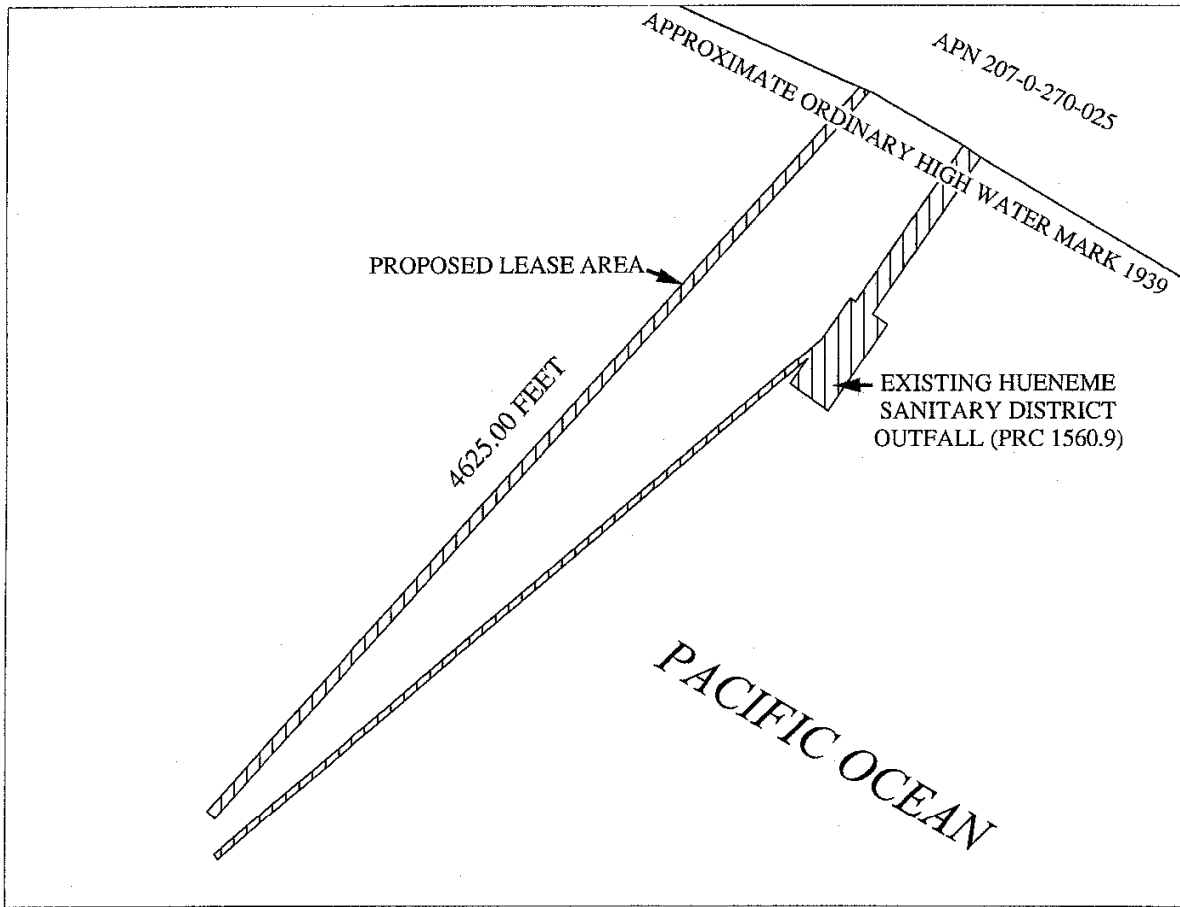 APN 207-0-270-025
APPROXIMATE ORDINARY HIGH WATER MARK 1939
PROPOSED LEASE AREA
4625.00 FEET
EXISTING HUENEME
SANITARY DISTRICT
OUTFALL (PRC 1560.9)
PACIFIC OCEAN